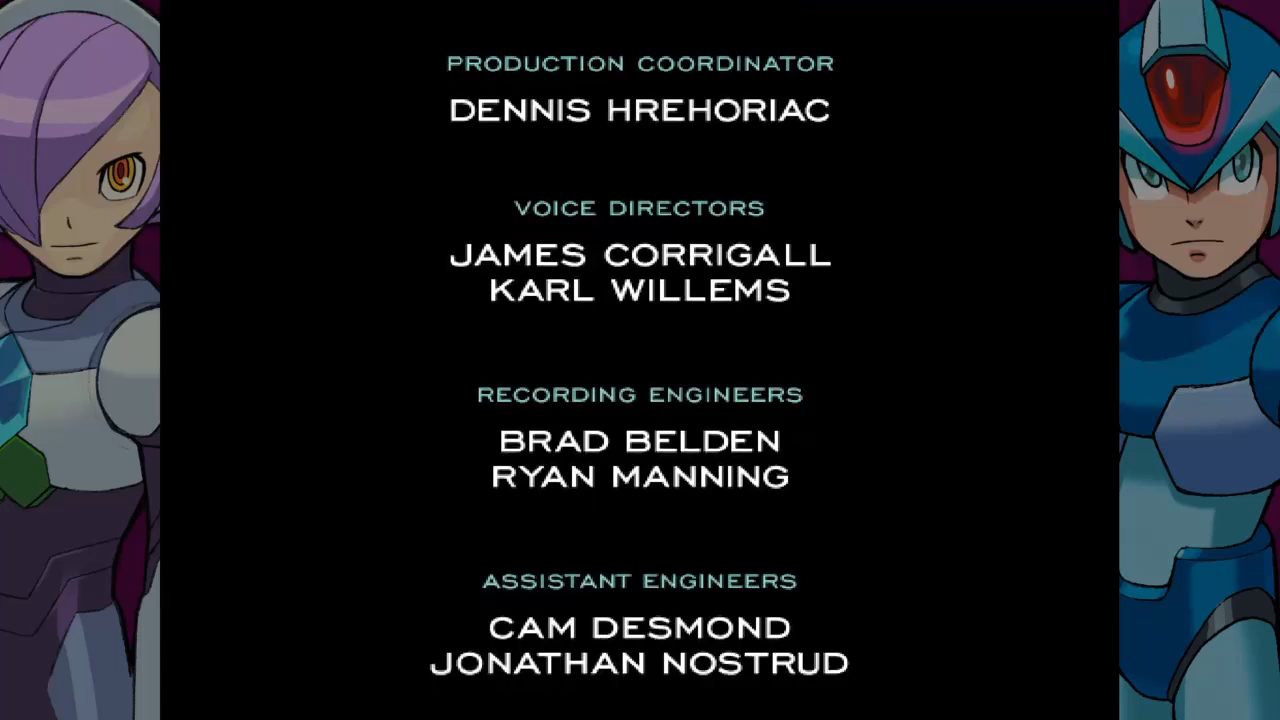 PRODUCTION COORDINATOR
DENNIS HREHORIAC
VOICE DIRECTORS
JAMES CORRIGALL
KARL WILLEMS
RECORDING ENGINEERS
BRAD BELDEN
RYAN MANNING
ASSISTANT ENGINEERS
CAM DESMOND
JONATHAN NOSTRUD